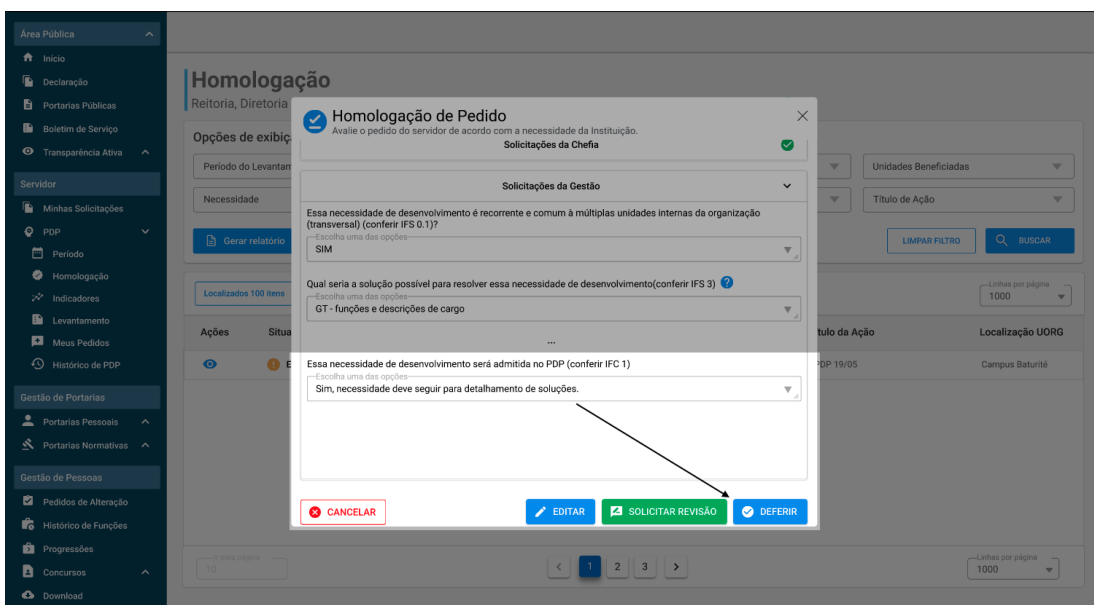 Área Pública
Início
Declaração
Portarias Públicas
Boletim de Serviço
Transparência Ativa
Servidor
Minhas Solicitações
PDP
Período
Homologação
Indicadores
Levantamento
Meus Pedidos
Histórico de PDP
Gestão de Portarias
Portarias Pessoais
Portarias Normativas
Gestão de Pessoas
Pedidos de Alteração
Histórico de Funções
Progressões
Concursos
Download
Homologação
Reitoria, Diretoria
Opções de exibiç
Período do Levantam
Unidades Beneficiadas
Necessidade
Título de Ação
Gerar relatório
LIMPAR FILTRO
BUSCAR
Localizados 100 itens
Linhas por página
1000
Ações
Situa
tulo da Ação
Localização UORG
E
PDP 19/05
Campus Baturité
Homologação de Pedido
Avalie o pedido do servidor de acordo com a necessidade da Instituição.
Solicitações da Chefia
Solicitações da Gestão
Essa necessidade de desenvolvimento é recorrente e comum à múltiplas unidades internas da organização
(transversal) (conferir IFS 0.1)?
Escolha uma das opções
SIM
Qual seria a solução possível para resolver essa necessidade de desenvolvimento(conferir IFS 3) ?
Escolha uma das opções
GT - funções e descrições de cargo
...
Essa necessidade de desenvolvimento será admitida no PDP (conferir IFC 1)
Escolha uma das opções
Sim, necessidade deve seguir para detalhamento de soluções.
CANCELAR
EDITAR
SOLICITAR REVISÃO
DEFERIR
10
< 1 2 3 >
Linhas por página
1000